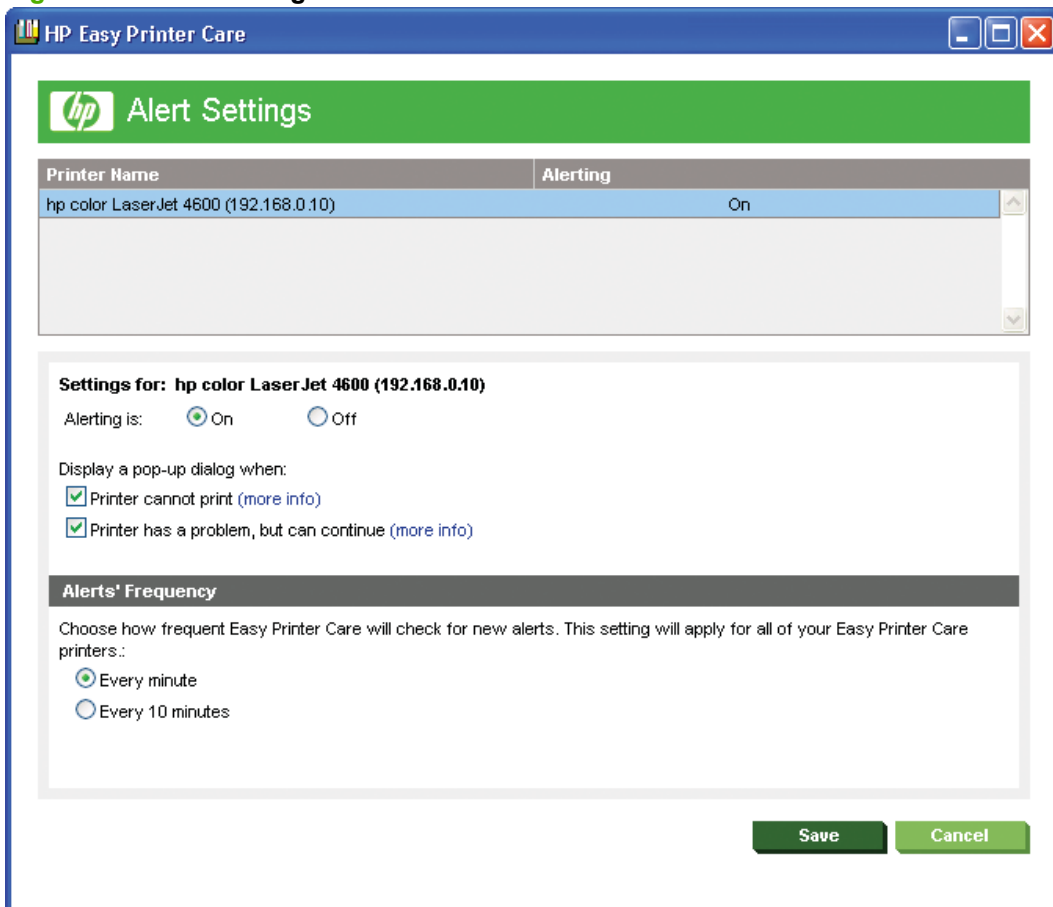 HP Easy Printer Care
hp Alert Settings
Printer Name Alerting
hp color LaserJet 4600 (192.168.0.10) On
Settings for: hp color LaserJet 4600 (192.168.0.10)
Alerting is: On Off
Display a pop-up dialog when:
Printer cannot print (more info)
Printer has a problem, but can continue (more info)
Alerts' Frequency
Choose how frequent Easy Printer Care will check for new alerts. This setting will apply for all of your Easy Printer Care
printers.:
Every minute
Every 10 minutes
Save Cancel